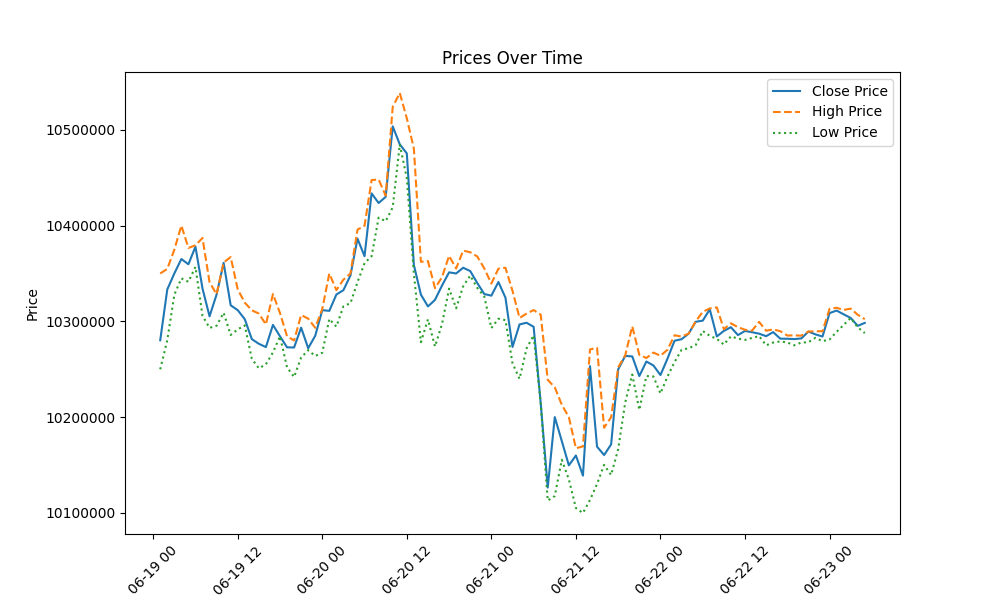 Prices Over Time
Close Price
High Price
Low Price
Price
10500000
10400000
10300000
10200000
10100000
06-19 00
06-19 12
06-20 00
06-20 12
06-21 00
06-21 12
06-22 00
06-22 12
06-23 00